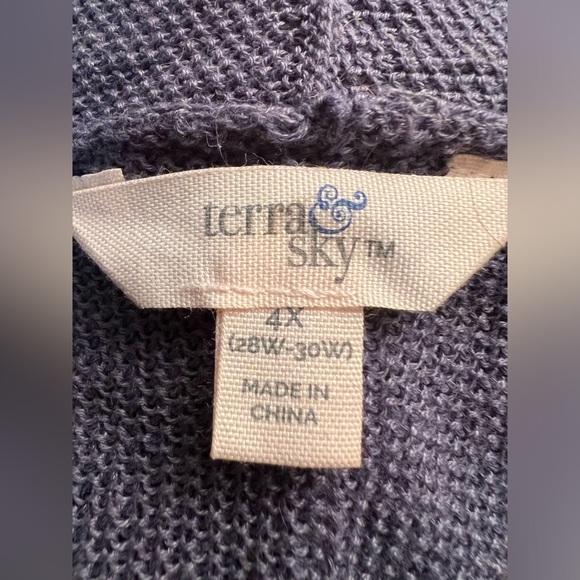 terra &
sky™
4X
(28W-30W)
MADE IN
CHINA